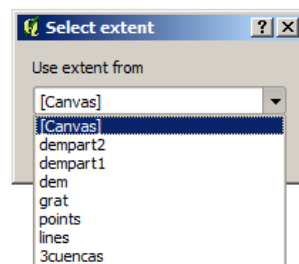 Select extent
Use extent from
[Canvas]
[Canvas]
dempart2
dempart1
dem
grat
points
lines
3cuencas